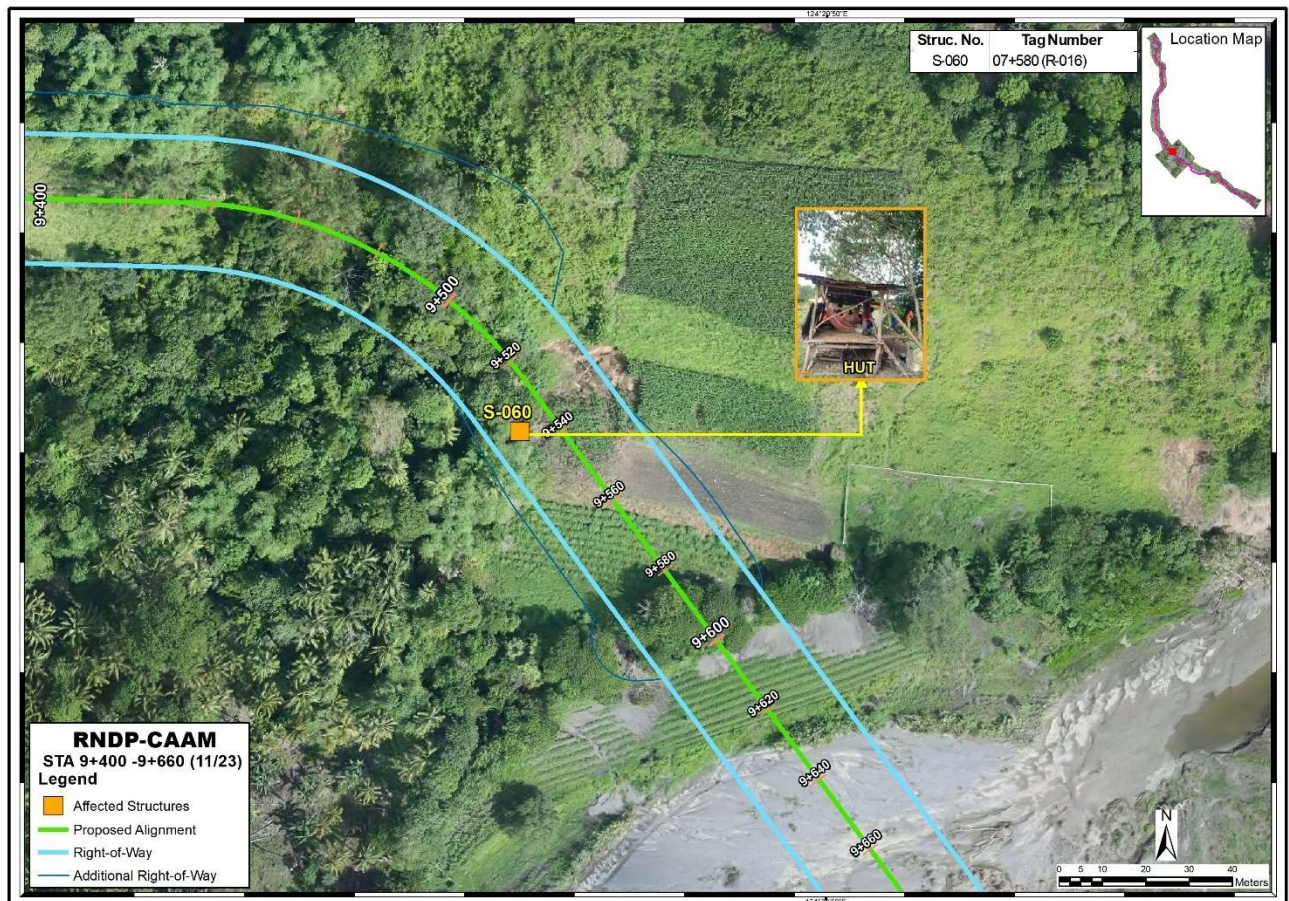 124°20'50"E
Struc. No. Tag Number
S-060 07+580 (R-016)
Location Map
9+400
9+500
9+520
S-060
9+540
HUT
9+560
9+580
9+600
9+620
9+640
9+660
RNDP-CAAM
STA 9+400 -9+660 (11/23)
Legend
Affected Structures
Proposed Alignment
Right-of-Way
Additional Right-of-Way
N
0 5 10 20 30 40
Meters